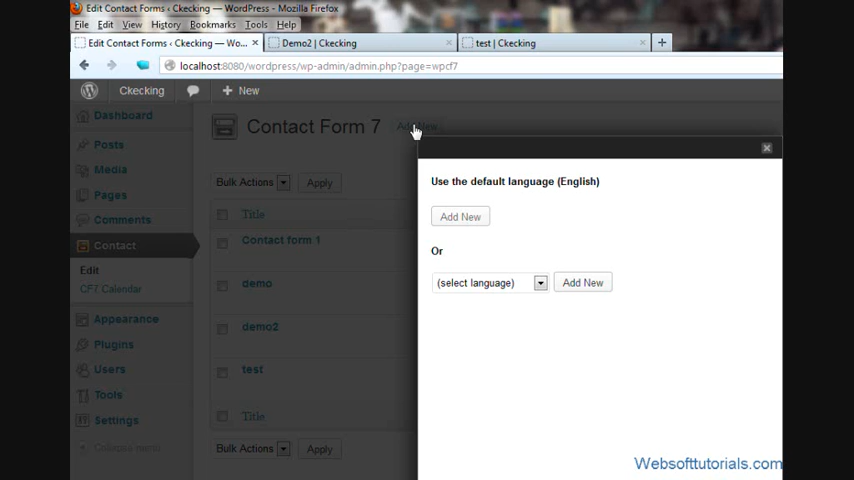 Edit Contact Forms ‹ Ckecking — WordPress - Mozilla Firefox
File Edit View History Bookmarks Tools Help
Edit Contact Forms ‹ Ckecking — Wo... × Demo2 | Ckecking × test | Ckecking × +
localhost:8080/wordpress/wp-admin/admin.php?page=wpcf7
Ckecking + New
Dashboard
Contact Form 7 Add New
Posts
Media
Pages
Comments
Contact
Edit
CF7 Calendar
Appearance
Plugins
Users
Tools
Settings
Collapse menu
Bulk Actions Apply
Title
Contact form 1
demo
demo2
test
Title
Bulk Actions Apply
Use the default language (English)
Add New
Or
(select language) Add New
Websofttutorials.com